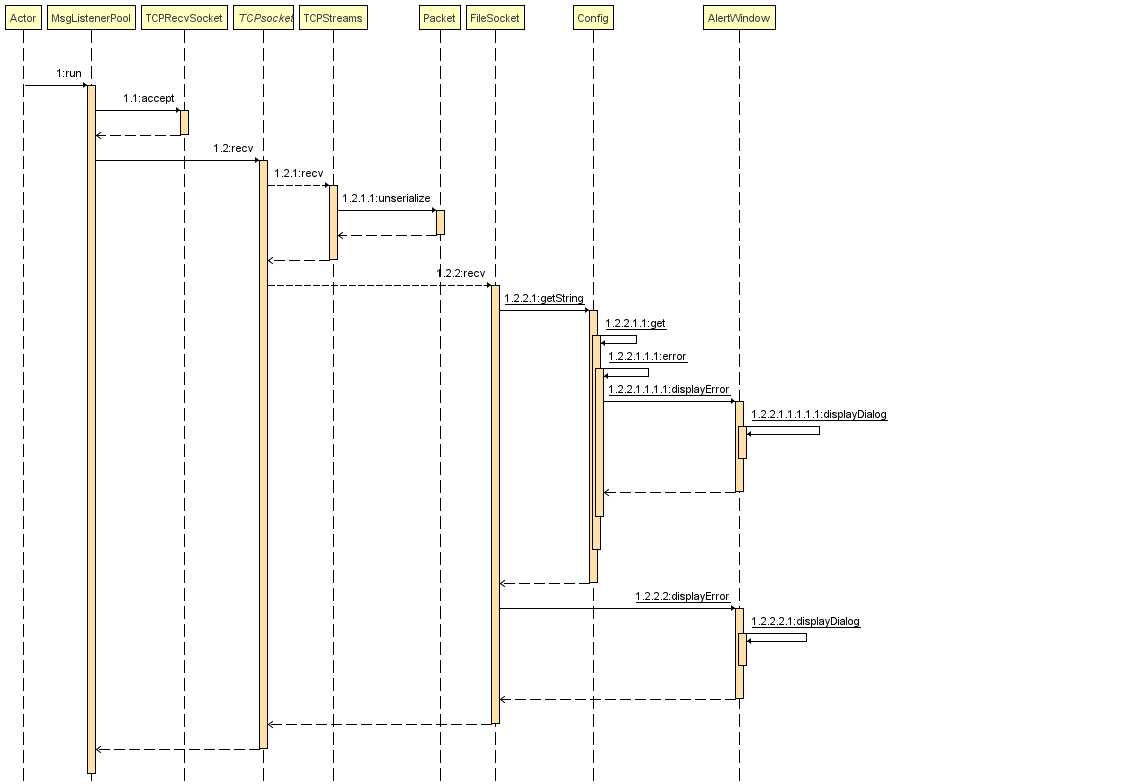 Actor
MsgListenerPool
TCPRecvSocket
TCPsocket
TCPStreams
Packet
FileSocket
Config
AlertWindow
1:run
1.1:accept
1.2:recv
1.2.1:recv
1.2.1.1:unserialize
1.2.2:recv
1.2.2.1:getString
1.2.2.1.1:get
1.2.2.1.1.1:error
1.2.2.1.1.1.1:displayError
1.2.2.1.1.1.1.1:displayDialog
1.2.2.2:displayError
1.2.2.2.1:displayDialog